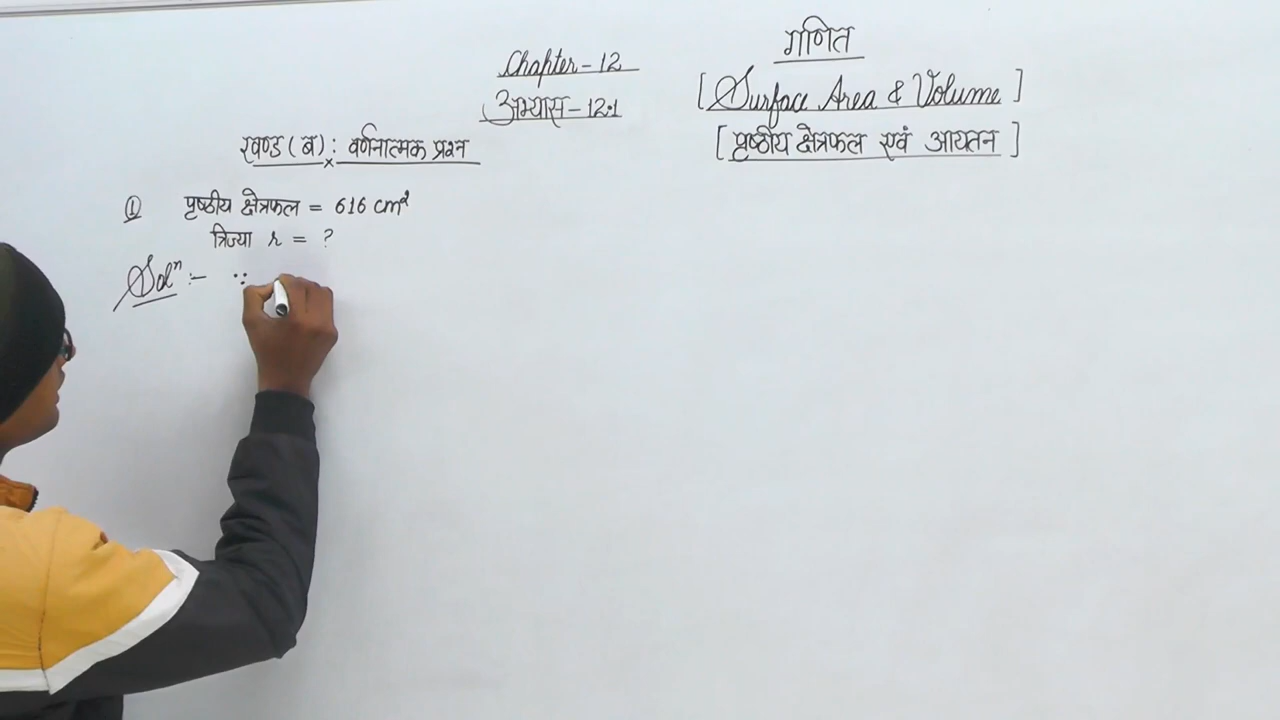 गणित
Chapter-12
[Surface Area & Volume]
अभ्यास-12.1
[पृष्ठीय क्षेत्रफल एवं आयतन]
खण्ड (ब): वर्णनात्मक प्रश्न
① पृष्ठीय क्षेत्रफल = 616 cm²
त्रिज्या r = ?
Solⁿ :- ∵